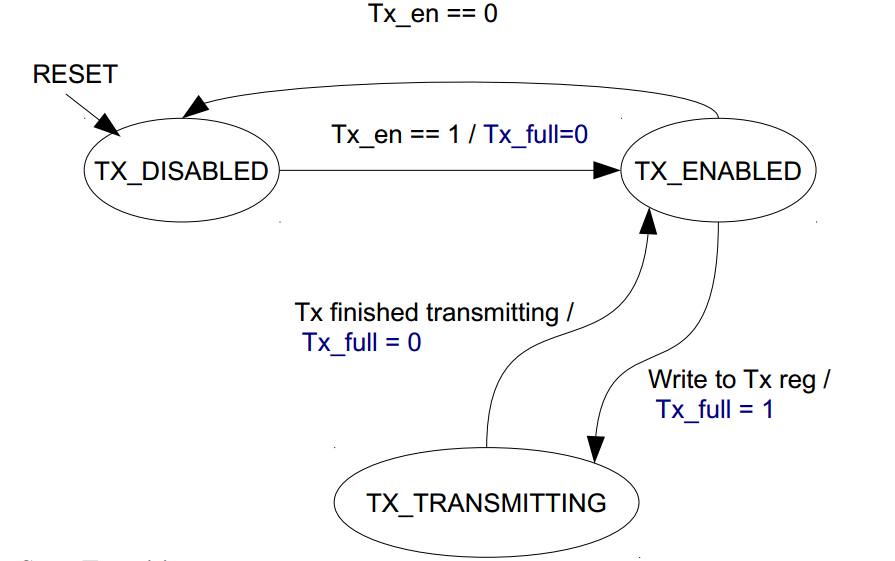 Tx_en == 0
RESET
Tx_en == 1 / Tx_full=0
TX_DISABLED
TX_ENABLED
Tx finished transmitting /
Tx_full = 0
Write to Tx reg /
Tx_full = 1
TX_TRANSMITTING